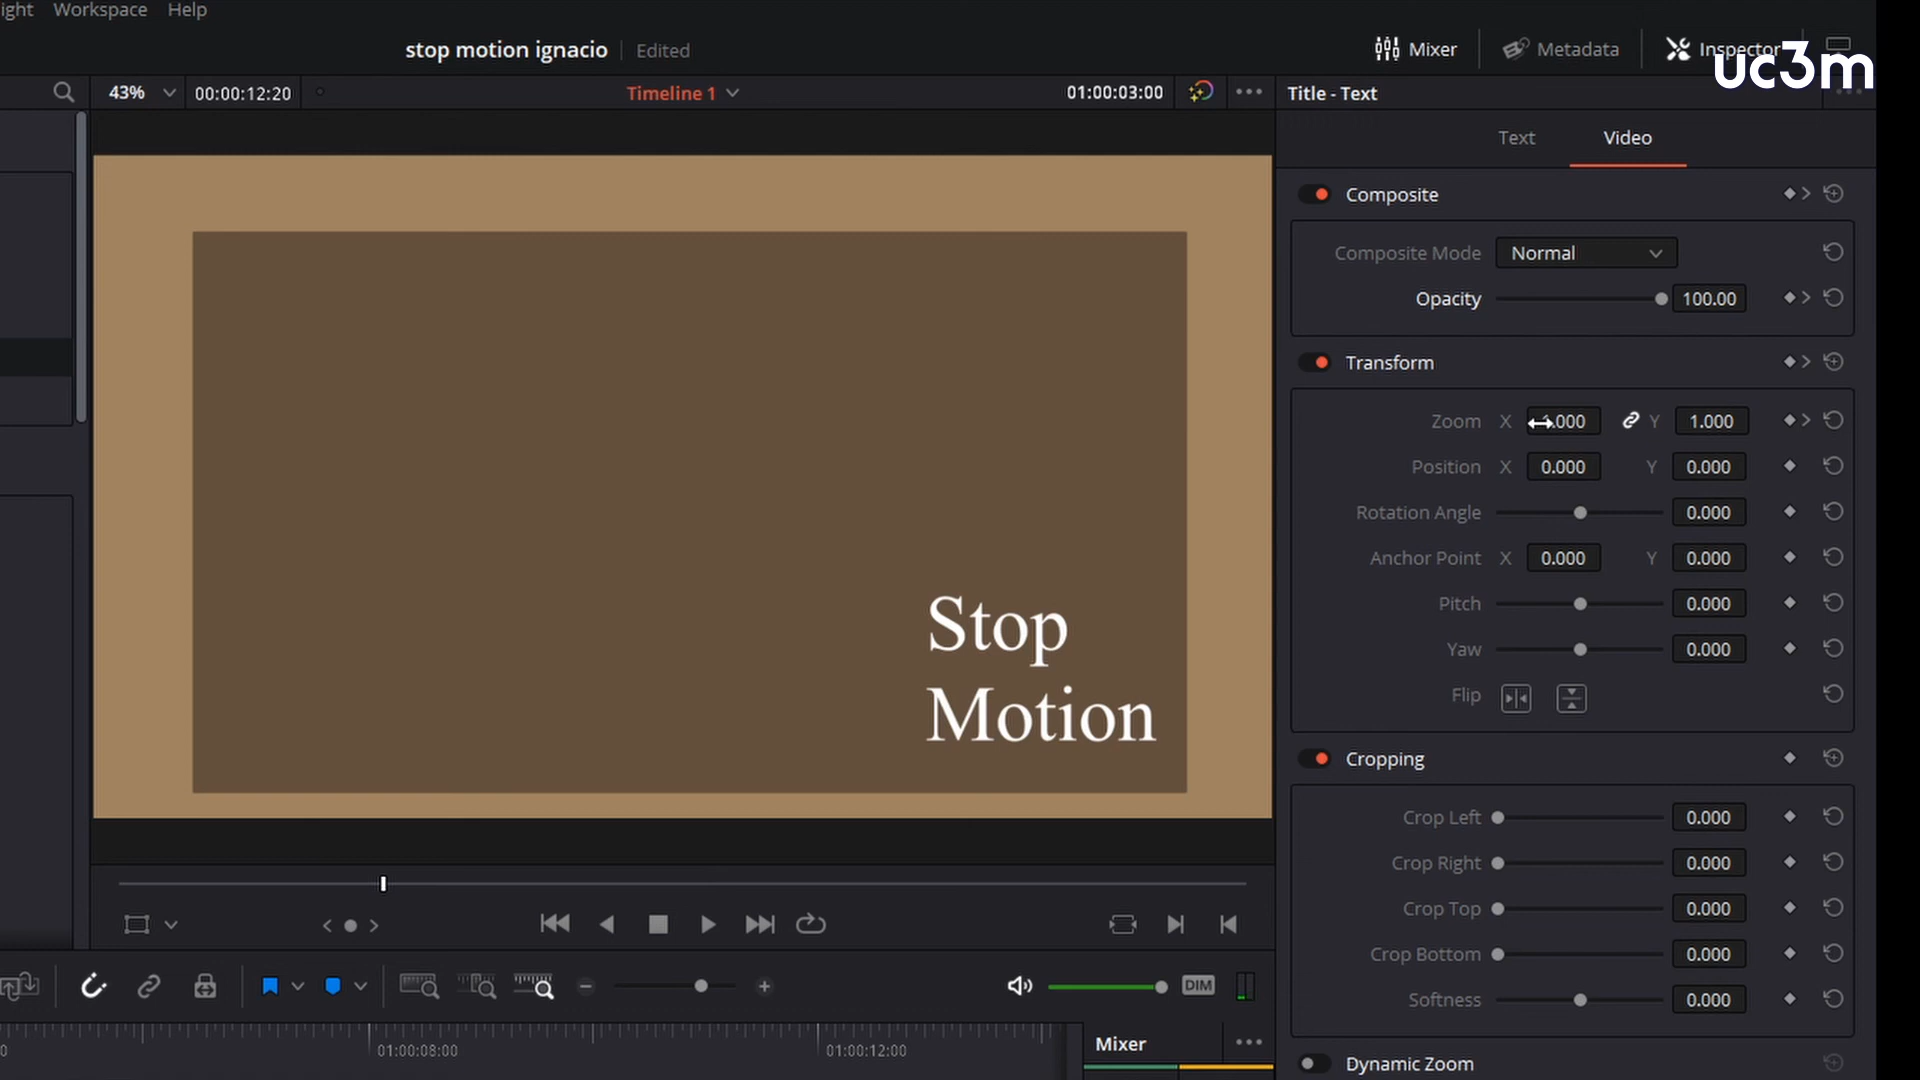 ight Workspace Help
stop motion ignacio Edited
Mixer Metadata Inspector
uc3m
43% 00:00:12:20 Timeline 1 01:00:03:00 Title - Text
Text Video
Composite
Composite Mode Normal
Opacity 100.00
Transform
Zoom X 1.000 Y 1.000
Position X 0.000 Y 0.000
Rotation Angle 0.000
Anchor Point X 0.000 Y 0.000
Pitch 0.000
Yaw 0.000
Flip
Stop
Motion
Cropping
Crop Left 0.000
Crop Right 0.000
Crop Top 0.000
Crop Bottom 0.000
Softness 0.000
Dynamic Zoom
DIM
0 01:00:08:00 01:00:12:00
Mixer